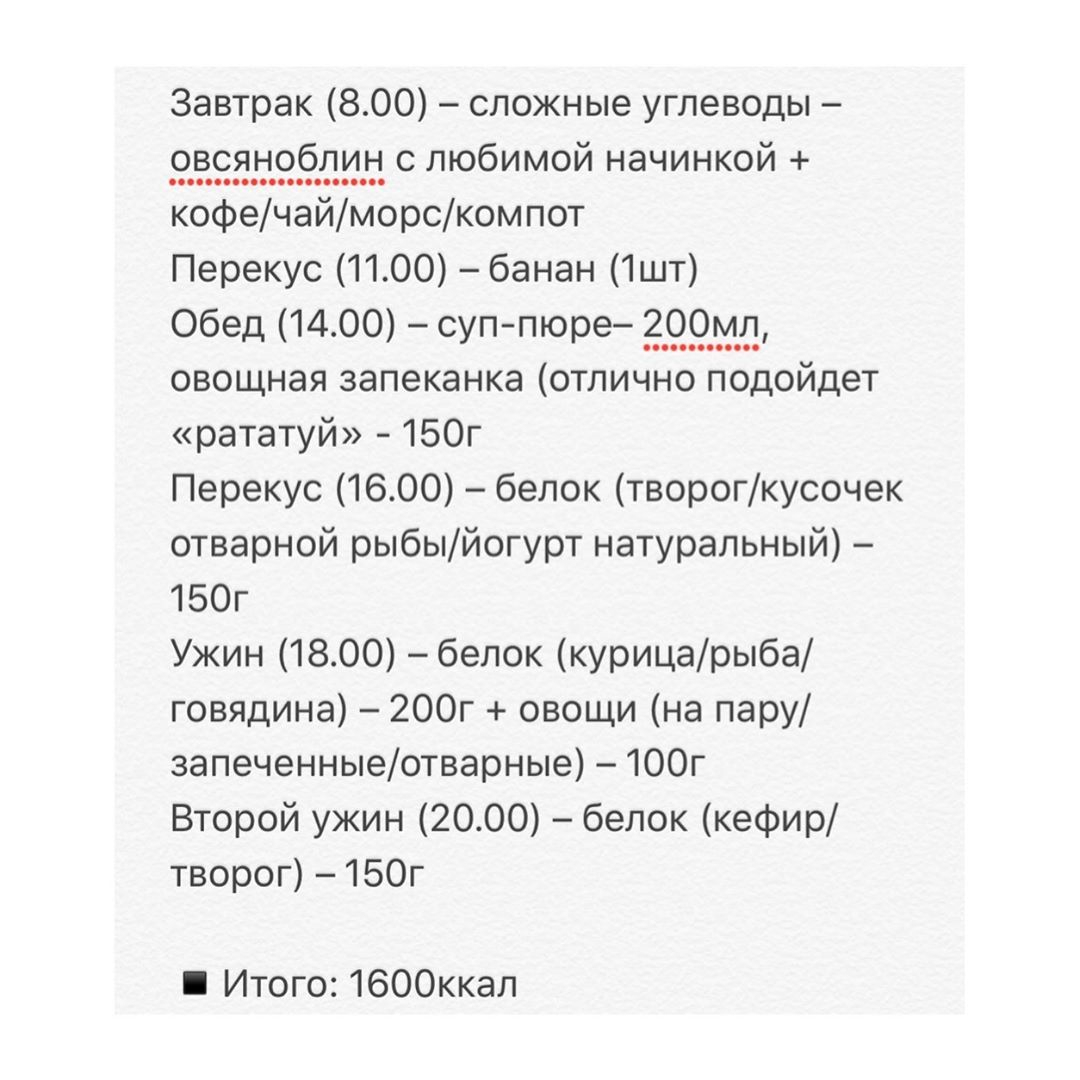 Завтрак (8.00) – сложные углеводы –
овсяноблин с любимой начинкой +
кофе/чай/морс/компот
Перекус (11.00) – банан (1шт)
Обед (14.00) – суп-пюре– 200мл,
овощная запеканка (отлично подойдет
«рататуй» - 150г
Перекус (16.00) – белок (творог/кусочек
отварной рыбы/йогурт натуральный) –
150г
Ужин (18.00) – белок (курица/рыба/
говядина) – 200г + овощи (на пару/
запеченные/отварные) – 100г
Второй ужин (20.00) – белок (кефир/
творог) – 150г
◾ Итого: 1600ккал